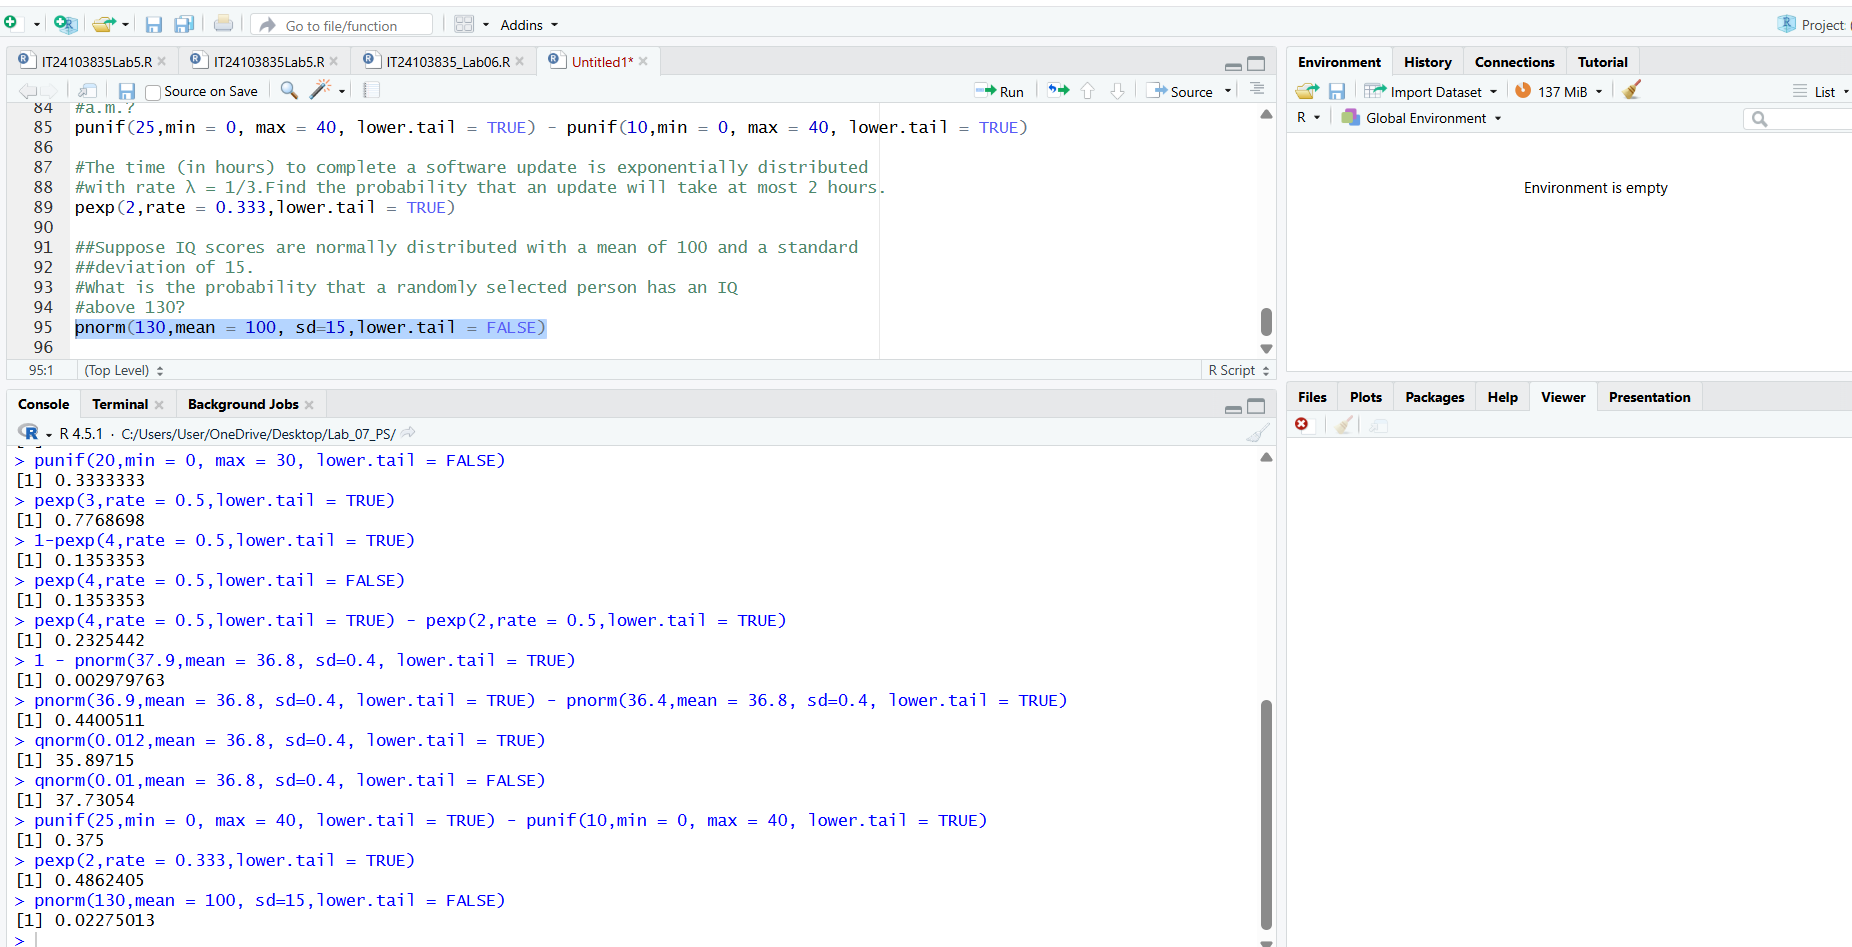 Go to file/function
Addins
Project:
IT24103835Lab5.R
IT24103835Lab5.R
IT24103835_Lab06.R
Untitled1*
Source on Save
Run
Source
84 #a.m.?
85 punif(25,min = 0, max = 40, lower.tail = TRUE) - punif(10,min = 0, max = 40, lower.tail = TRUE)
86
87 #The time (in hours) to complete a software update is exponentially distributed
88 #with rate λ = 1/3.Find the probability that an update will take at most 2 hours.
89 pexp(2,rate = 0.333,lower.tail = TRUE)
90
91 ##Suppose IQ scores are normally distributed with a mean of 100 and a standard
92 ##deviation of 15.
93 #What is the probability that a randomly selected person has an IQ
94 #above 130?
95 pnorm(130,mean = 100, sd=15,lower.tail = FALSE)
96
95:1 (Top Level) R Script
Console Terminal Background Jobs
R 4.5.1 · C:/Users/User/OneDrive/Desktop/Lab_07_PS/
> punif(20,min = 0, max = 30, lower.tail = FALSE)
[1] 0.3333333
> pexp(3,rate = 0.5,lower.tail = TRUE)
[1] 0.7768698
> 1-pexp(4,rate = 0.5,lower.tail = TRUE)
[1] 0.1353353
> pexp(4,rate = 0.5,lower.tail = FALSE)
[1] 0.1353353
> pexp(4,rate = 0.5,lower.tail = TRUE) - pexp(2,rate = 0.5,lower.tail = TRUE)
[1] 0.2325442
> 1 - pnorm(37.9,mean = 36.8, sd=0.4, lower.tail = TRUE)
[1] 0.002979763
> pnorm(36.9,mean = 36.8, sd=0.4, lower.tail = TRUE) - pnorm(36.4,mean = 36.8, sd=0.4, lower.tail = TRUE)
[1] 0.4400511
> qnorm(0.012,mean = 36.8, sd=0.4, lower.tail = TRUE)
[1] 35.89715
> qnorm(0.01,mean = 36.8, sd=0.4, lower.tail = FALSE)
[1] 37.73054
> punif(25,min = 0, max = 40, lower.tail = TRUE) - punif(10,min = 0, max = 40, lower.tail = TRUE)
[1] 0.375
> pexp(2,rate = 0.333,lower.tail = TRUE)
[1] 0.4862405
> pnorm(130,mean = 100, sd=15,lower.tail = FALSE)
[1] 0.02275013
>
Environment History Connections Tutorial
Import Dataset 137 MiB List
R Global Environment
Environment is empty
Files Plots Packages Help Viewer Presentation